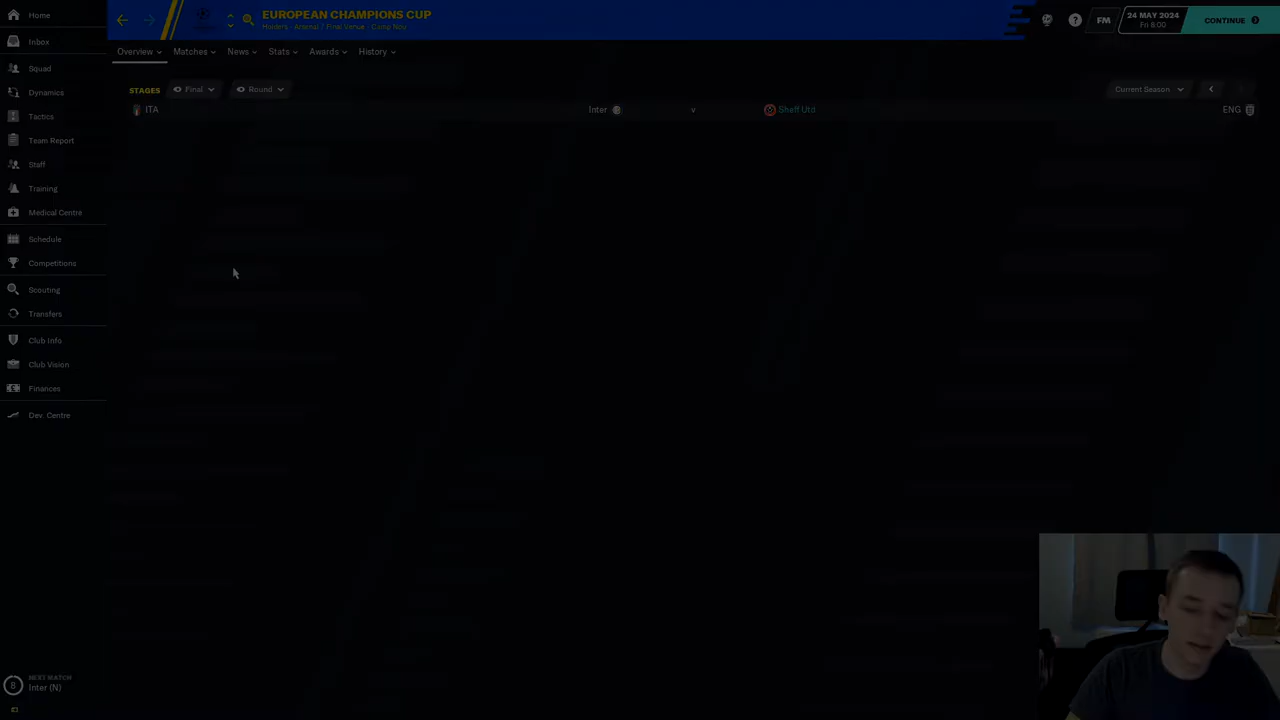 Home
Inbox
Squad
Dynamics
Tactics
Team Report
Staff
Training
Medical Centre
Schedule
Competitions
Scouting
Transfers
Club Info
Club Vision
Finances
Dev. Centre
NEXT MATCH
8
Inter (N)
EUROPEAN CHAMPIONS CUP
Holders - Arsenal / Final Venue - Camp Nou
?
FM
24 MAY 2024
Fri 8:00
CONTINUE
Overview
Matches
News
Stats
Awards
History
STAGES
Final
Round
Current Season
ITA
Inter
v
Sheff Utd
ENG